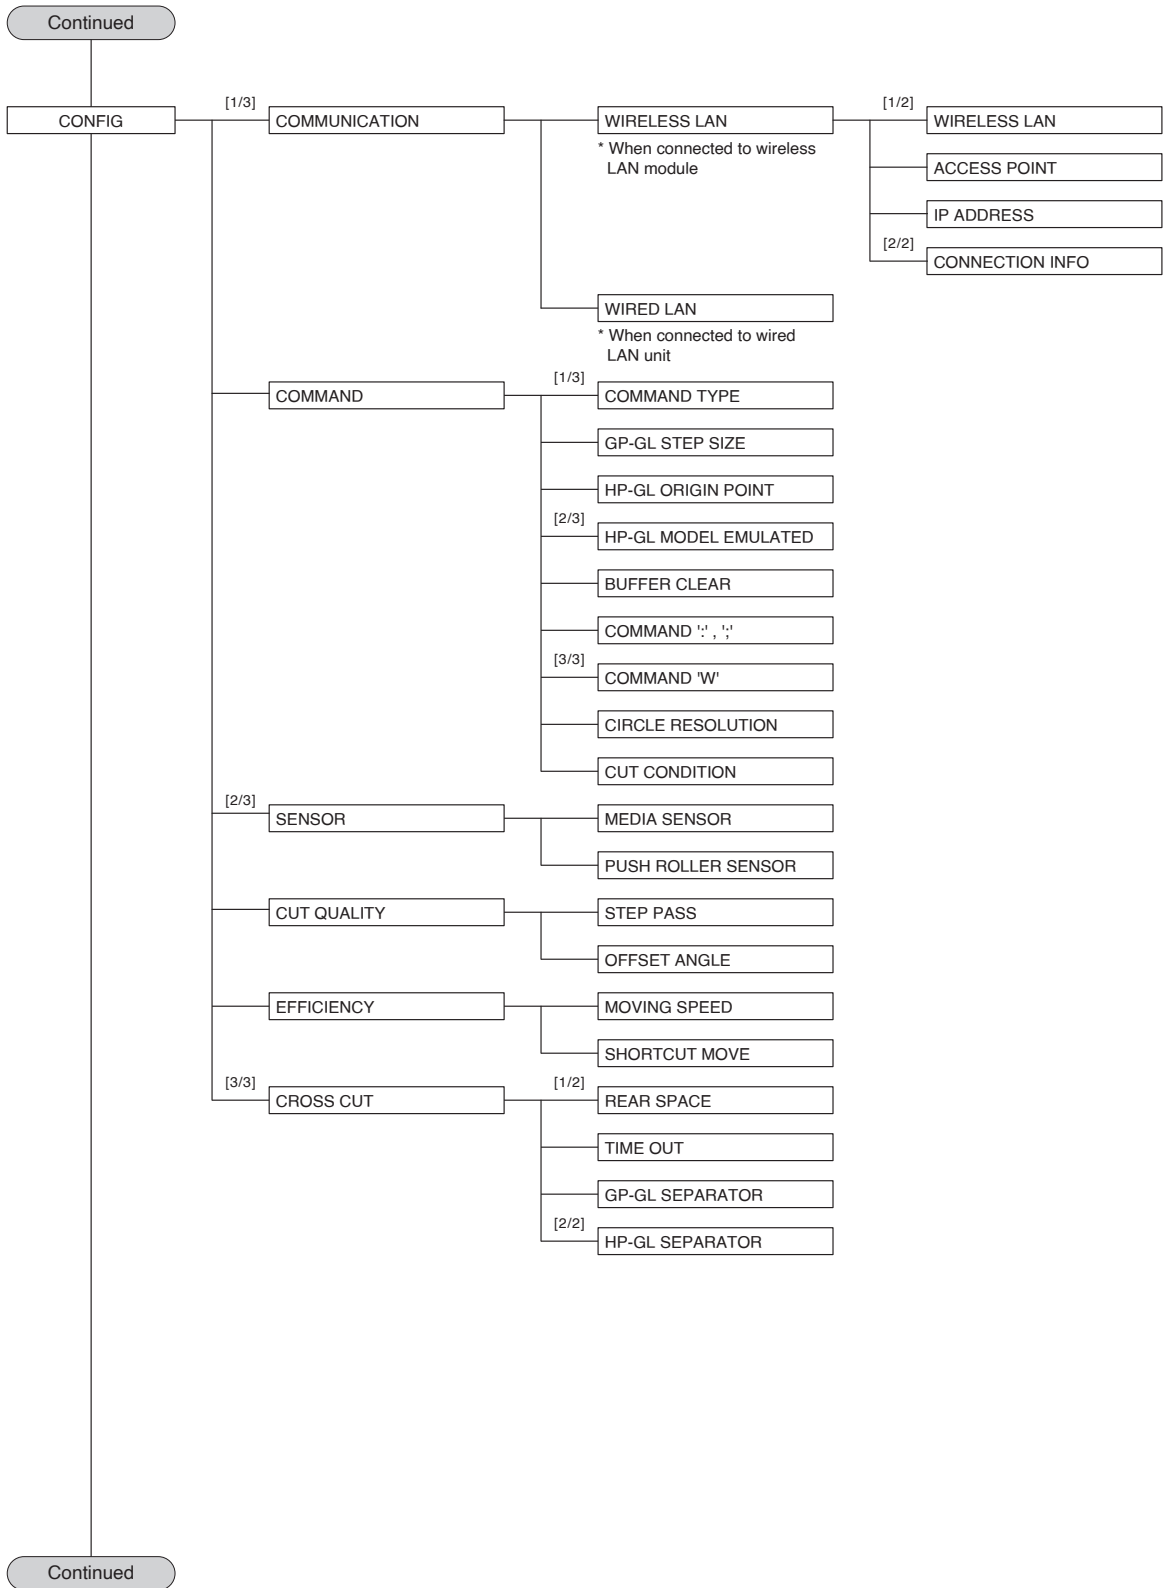 Continued
[1/3]
[1/2]
CONFIG
COMMUNICATION
WIRELESS LAN
WIRELESS LAN
* When connected to wireless
LAN module
ACCESS POINT
IP ADDRESS
[2/2]
CONNECTION INFO
WIRED LAN
* When connected to wired
LAN unit
[1/3]
COMMAND
COMMAND TYPE
GP-GL STEP SIZE
HP-GL ORIGIN POINT
[2/3]
HP-GL MODEL EMULATED
BUFFER CLEAR
COMMAND ':' , ';'
[3/3]
COMMAND 'W'
CIRCLE RESOLUTION
CUT CONDITION
[2/3]
SENSOR
MEDIA SENSOR
PUSH ROLLER SENSOR
CUT QUALITY
STEP PASS
OFFSET ANGLE
EFFICIENCY
MOVING SPEED
SHORTCUT MOVE
[3/3]
[1/2]
CROSS CUT
REAR SPACE
TIME OUT
GP-GL SEPARATOR
[2/2]
HP-GL SEPARATOR
Continued